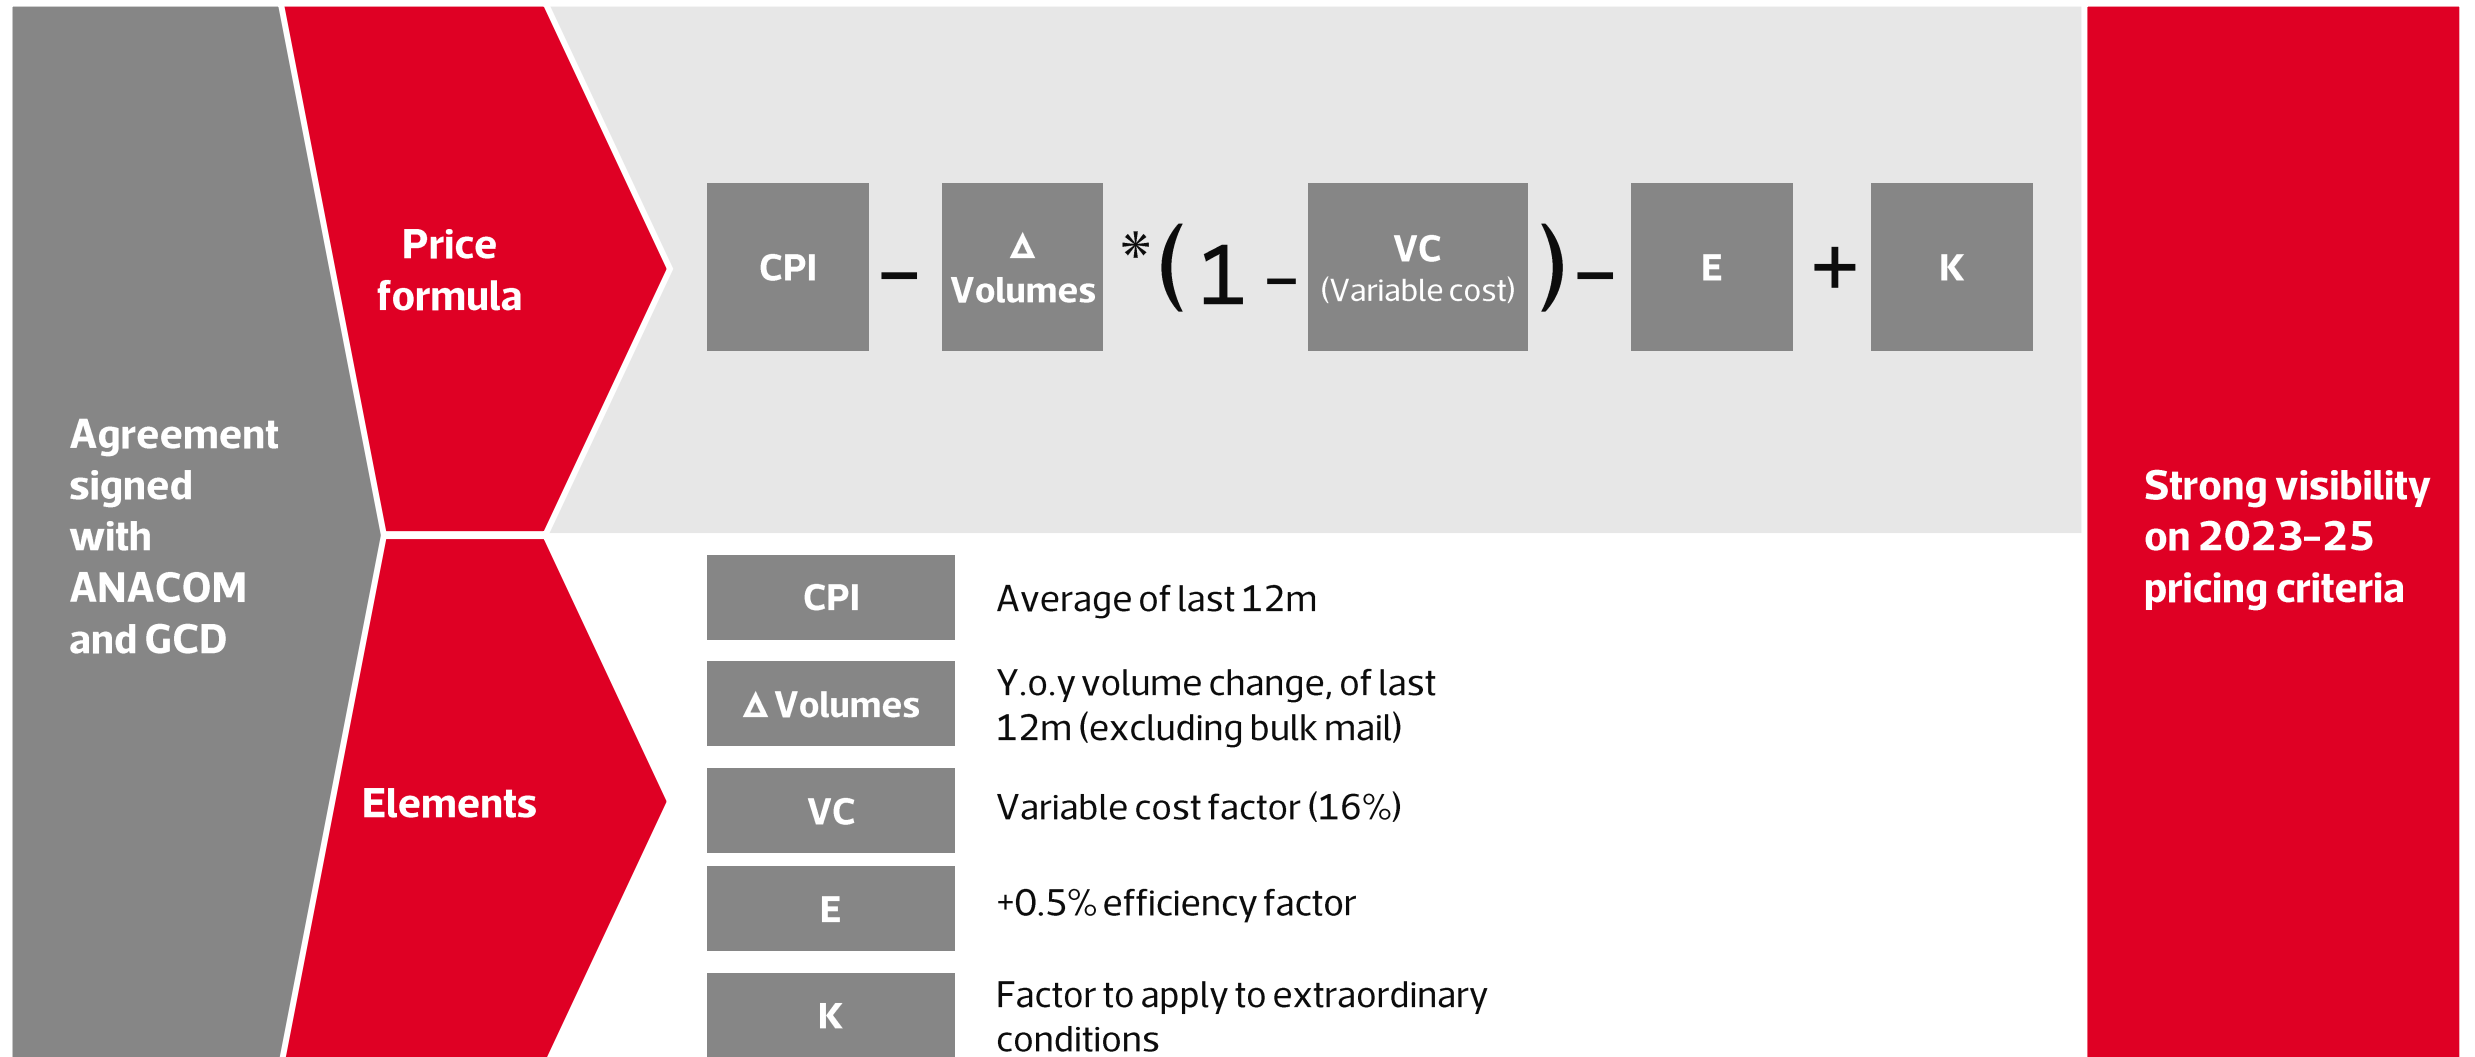 Agreement
signed
with
ANACOM
and GCD
Price
formula
CPI – Δ Volumes * ( 1 – VC (Variable cost) ) – E + K
Elements
CPI Average of last 12m
Δ Volumes Y.o.y volume change, of last
12m (excluding bulk mail)
VC Variable cost factor (16%)
E +0.5% efficiency factor
K Factor to apply to extraordinary
conditions
Strong visibility
on 2023–25
pricing criteria